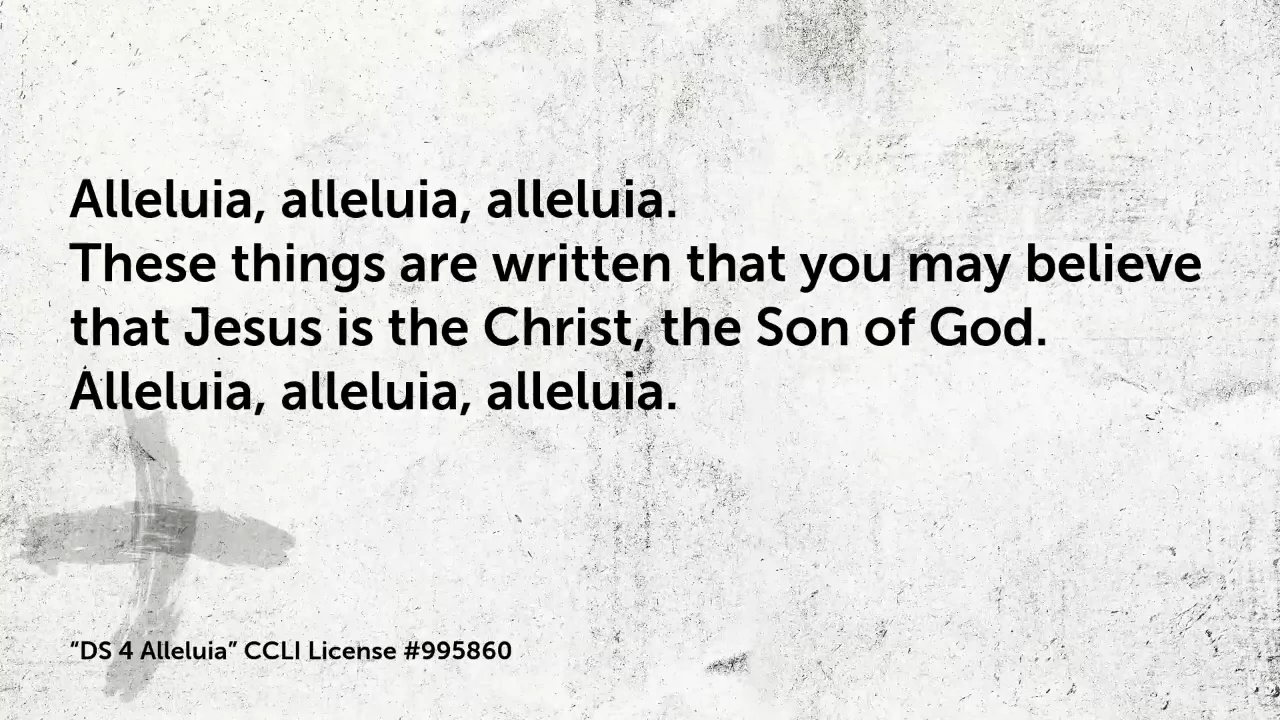 Alleluia, alleluia, alleluia.
These things are written that you may believe
that Jesus is the Christ, the Son of God.
Alleluia, alleluia, alleluia.
“DS 4 Alleluia” CCLI License #995860